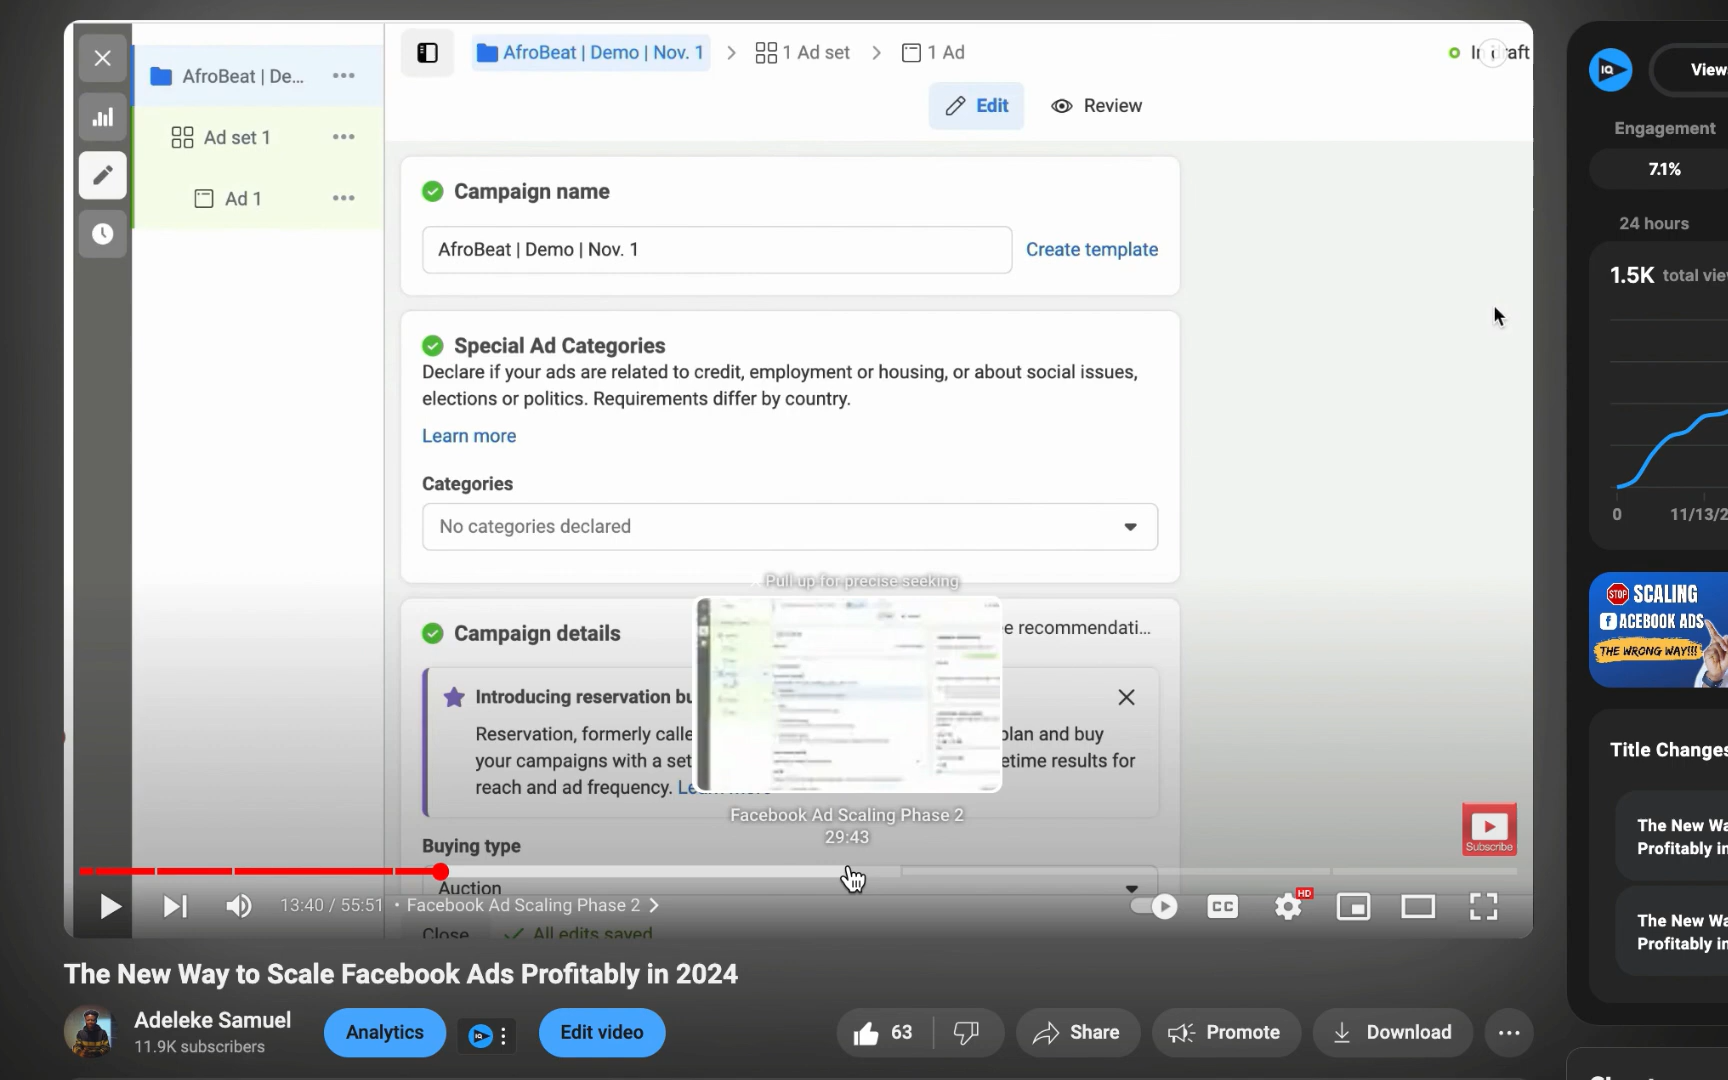 AfroBeat | De...
Ad set 1
Ad 1
AfroBeat | Demo | Nov. 1
1 Ad set
1 Ad
Edit
Review
Campaign name
AfroBeat | Demo | Nov. 1
Create template
Special Ad Categories
Declare if your ads are related to credit, employment or housing, or about social issues,
elections or politics. Requirements differ by country.
Learn more
Categories
No categories declared
Pull up for precise seeking
Campaign details
e recommendati...
Introducing reservation bu
Reservation, formerly calle
plan and buy
your campaigns with a set
etime results for
reach and ad frequency.
Facebook Ad Scaling Phase 2
29:43
Buying type
Auction
Subscribe
13:40 / 55:51 • Facebook Ad Scaling Phase 2
CC
HD
Close
All edits saved
The New Way to Scale Facebook Ads Profitably in 2024
Adeleke Samuel
11.9K subscribers
Analytics
IQ
Edit video
63
Share
Promote
Download
IQ
View
Engagement
7.1%
24 hours
1.5K total vie
0
11/13/2
STOP SCALING
FACEBOOK ADS
THE WRONG WAY!!!
Title Changes
The New Wa
Profitably in
The New Wa
Profitably in